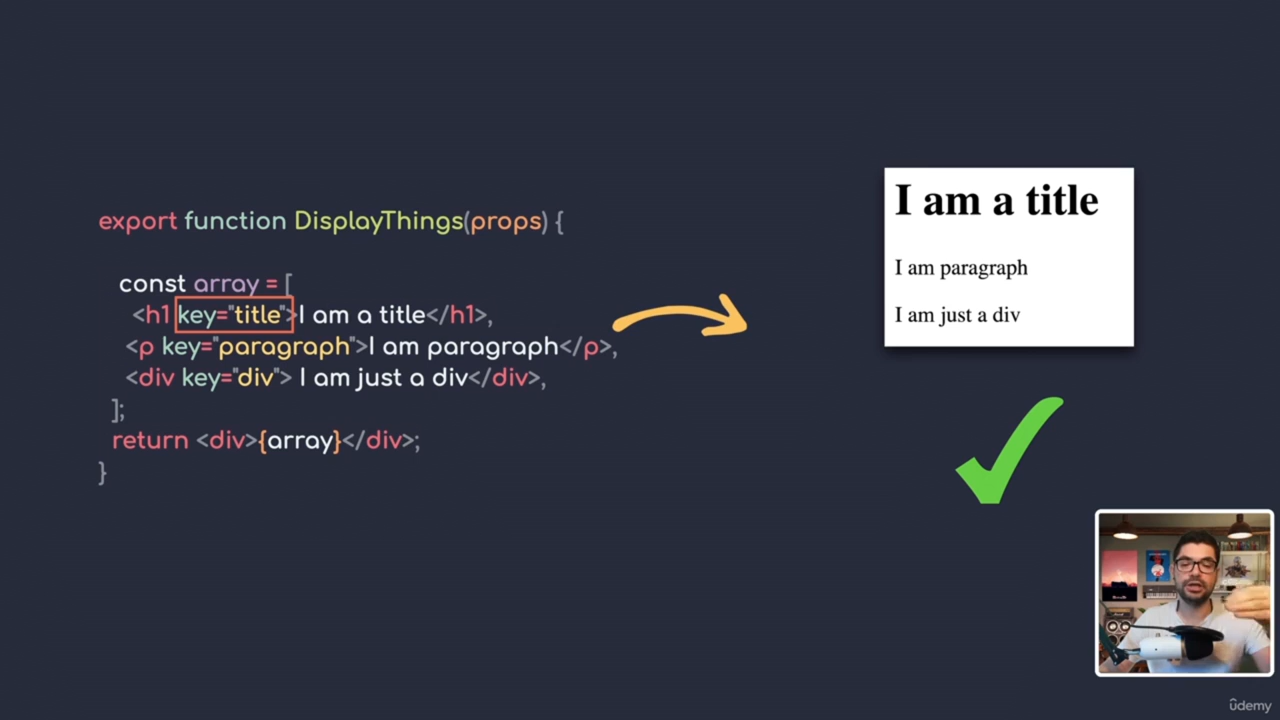 export function DisplayThings(props) {
const array = [
<h1 key="title">I am a title</h1>,
<p key="paragraph">I am paragraph</p>,
<div key="div"> I am just a div</div>,
];
return <div>{array}</div>;
}
I am a title
I am paragraph
I am just a div
ûdemy